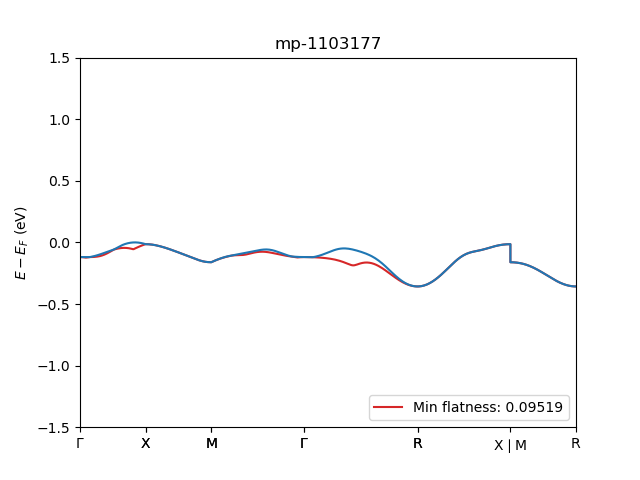 mp-1103177
1.5
1.0
0.5
0.0
−0.5
−1.0
−1.5
E − E_F (eV)
Min flatness: 0.09519
Γ X M Γ R X | M R